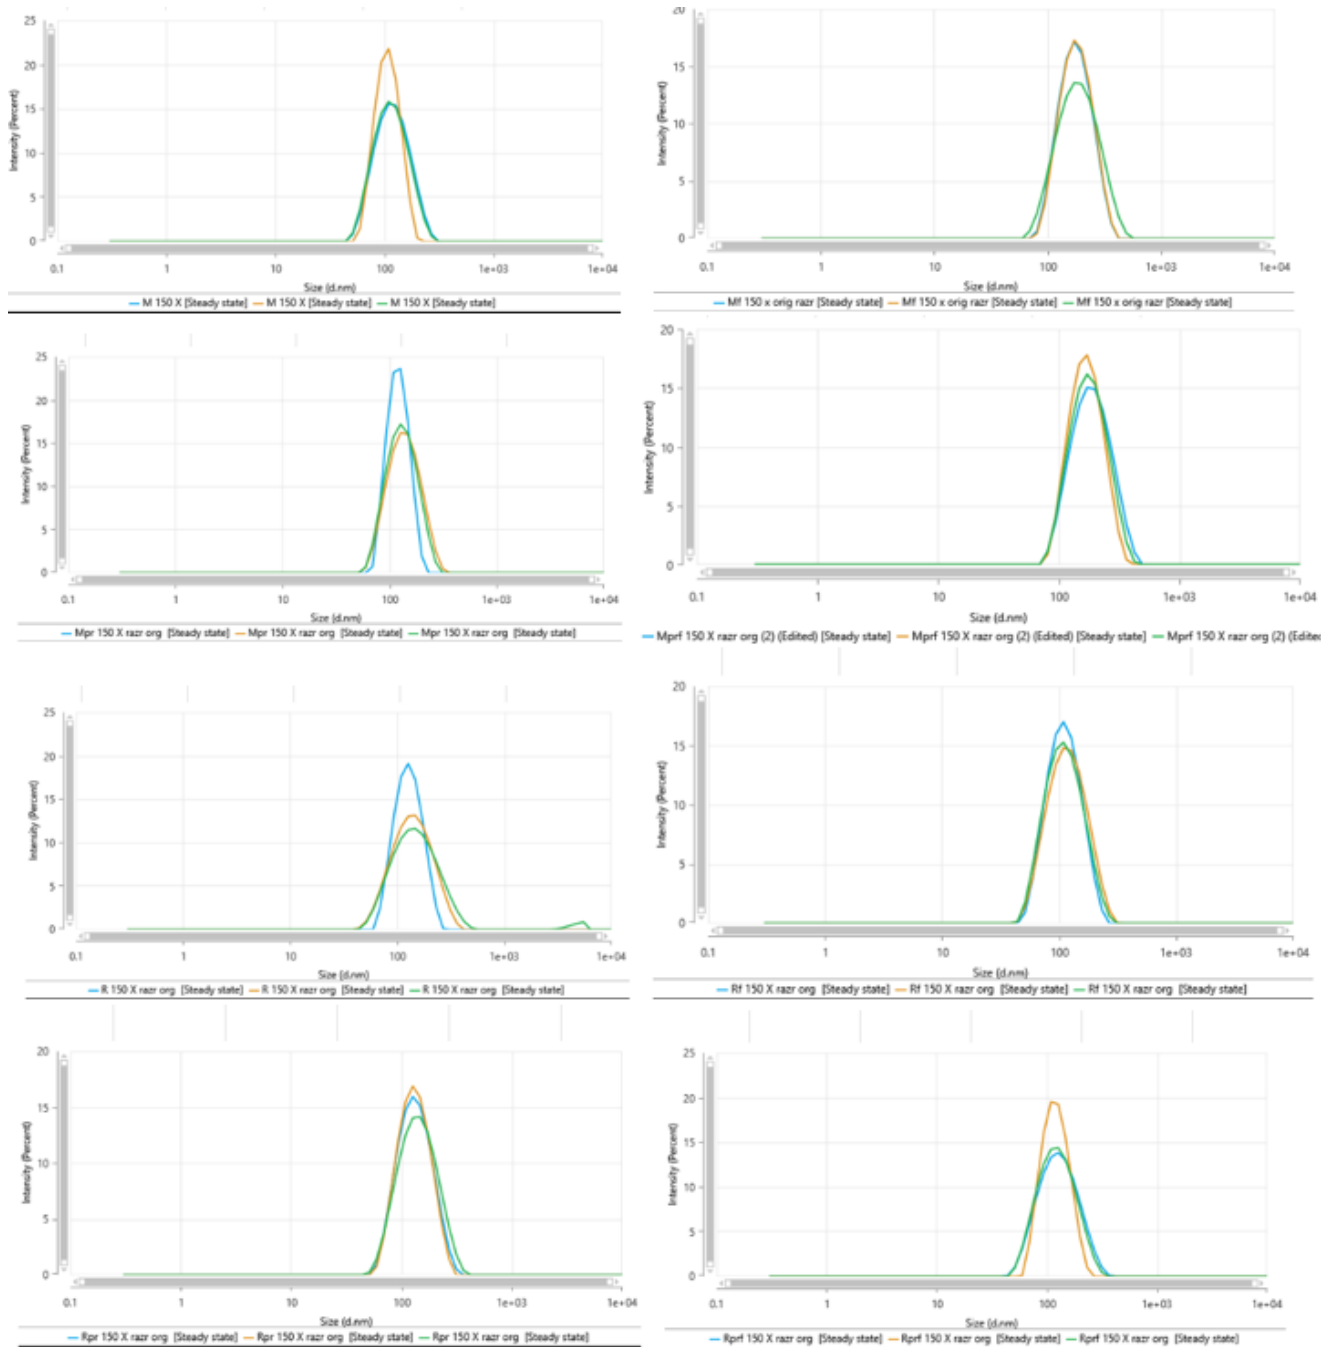 25
20
15
10
5
0
Intensity (Percent)
0.1 1 10 100 1e+03 1e+04
Size (d.nm)
M 150 X [Steady state] M 150 X [Steady state] M 150 X [Steady state]
20
15
10
5
0
Intensity (Percent)
0.1 1 10 100 1e+03 1e+04
Size (d.nm)
Mf 150 x orig razr [Steady state] Mf 150 x orig razr [Steady state] Mf 150 x orig razr [Steady state]
25
20
15
10
5
0
Intensity (Percent)
0.1 1 10 100 1e+03 1e+04
Size (d.nm)
Mpr 150 X razr org [Steady state] Mpr 150 X razr org [Steady state] Mpr 150 X razr org [Steady state]
20
15
10
5
0
Intensity (Percent)
0.1 1 10 100 1e+03 1e+04
Size (d.nm)
Mprf 150 X razr org (2) (Edited) [Steady state] Mprf 150 X razr org (2) (Edited) [Steady state] Mprf 150 X razr org (2) (Edite
25
20
15
10
5
0
Intensity (Percent)
0.1 1 10 100 1e+03 1e+04
Size (d.nm)
R 150 X razr org [Steady state] R 150 X razr org [Steady state] R 150 X razr org [Steady state]
20
15
10
5
0
Intensity (Percent)
0.1 1 10 100 1e+03 1e+04
Size (d.nm)
Rf 150 X razr org [Steady state] Rf 150 X razr org [Steady state] Rf 150 X razr org [Steady state]
20
15
10
5
0
Intensity (Percent)
0.1 1 10 100 1e+03 1e+04
Size (d.nm)
Rpr 150 X razr org [Steady state] Rpr 150 X razr org [Steady state] Rpr 150 X razr org [Steady state]
25
20
15
10
5
0
Intensity (Percent)
0.1 1 10 100 1e+03 1e+04
Size (d.nm)
Rprf 150 X razr org [Steady state] Rprf 150 X razr org [Steady state] Rprf 150 X razr org [Steady state]